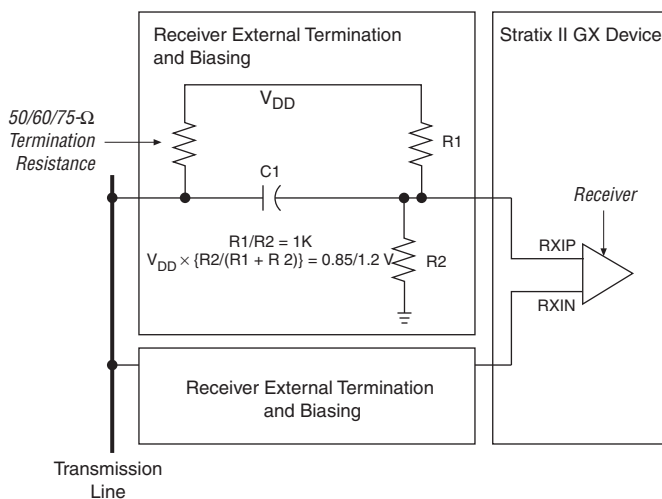 Receiver External Termination
and Biasing
Stratix II GX Device
V_DD
50/60/75-Ω
Termination
Resistance
R1
C1
Receiver
R1/R2 = 1K
V_DD × {R2/(R1 + R 2)} = 0.85/1.2 V
R2
RXIP
RXIN
Receiver External Termination
and Biasing
Transmission
Line